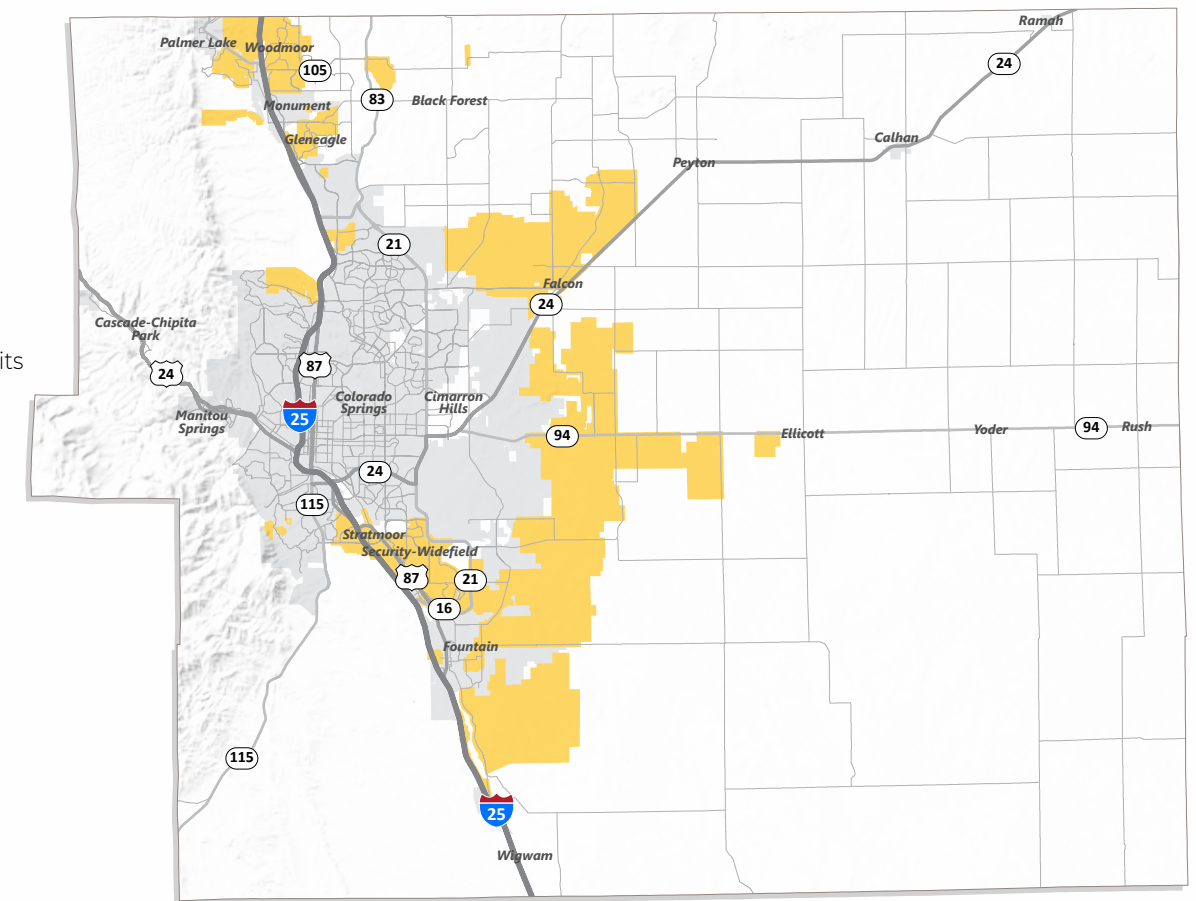 Ramah
Palmer Lake
Woodmoor
24
105
83
Black Forest
Monument
Gleneagle
Calhan
Peyton
21
Falcon
24
Cascade-Chipita
Park
its
24
87
Colorado
Springs
Cimarron
Hills
Manitou
Springs
25
94
Ellicott
Yoder
94
Rush
24
115
Stratmoor
Security-Widefield
87
21
16
Fountain
115
25
Wigwam